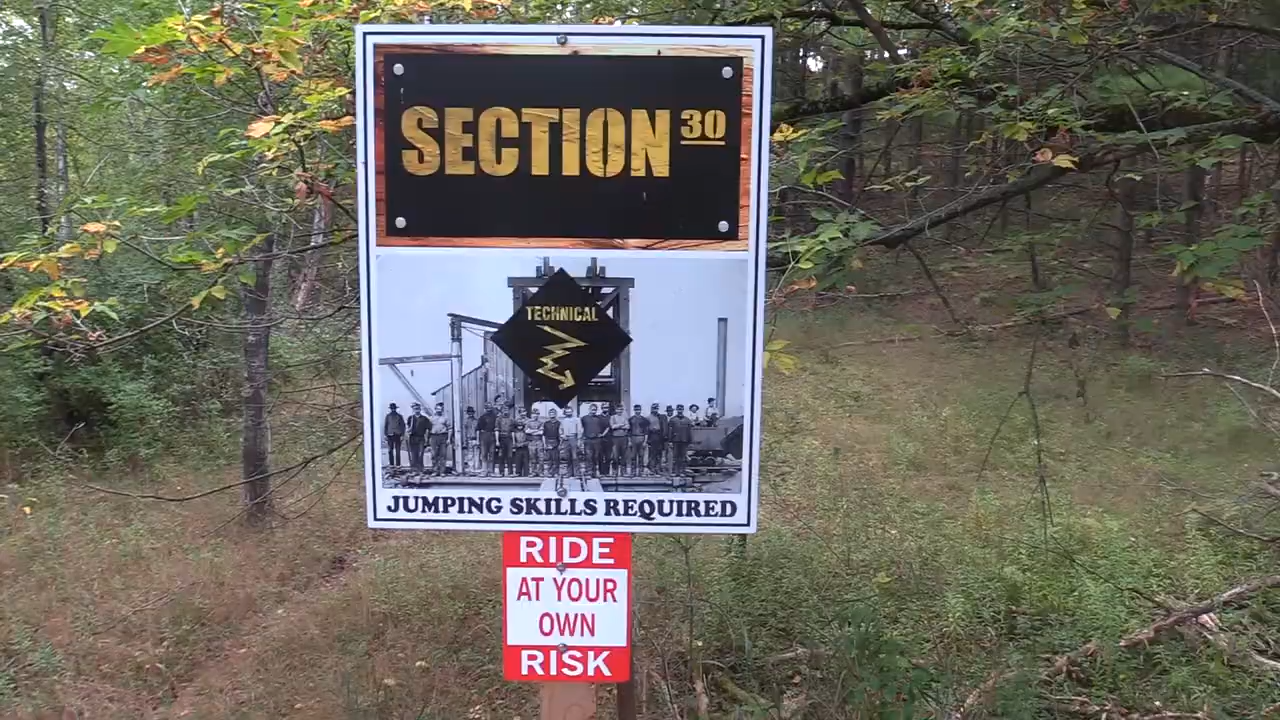 SECTION 30
TECHNICAL
JUMPING SKILLS REQUIRED
RIDE
AT YOUR
OWN
RISK